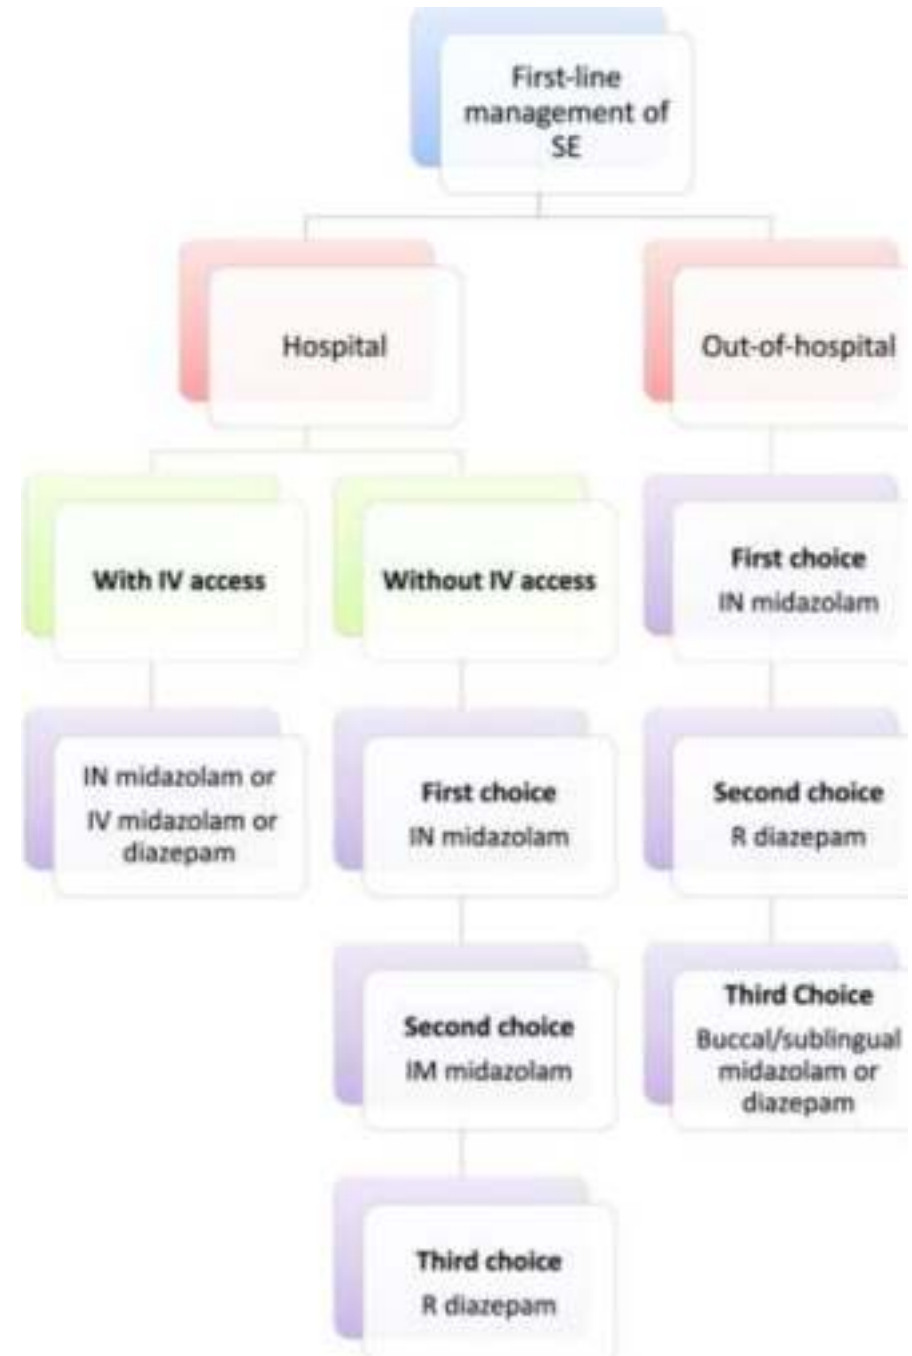 First-line
management of
SE
Hospital
Out-of-hospital
With IV access
Without IV access
First choice
IN midazolam
IN midazolam or
IV midazolam or
diazepam
First choice
IN midazolam
Second choice
R diazepam
Second choice
IM midazolam
Third Choice
Buccal/sublingual
midazolam or
diazepam
Third choice
R diazepam